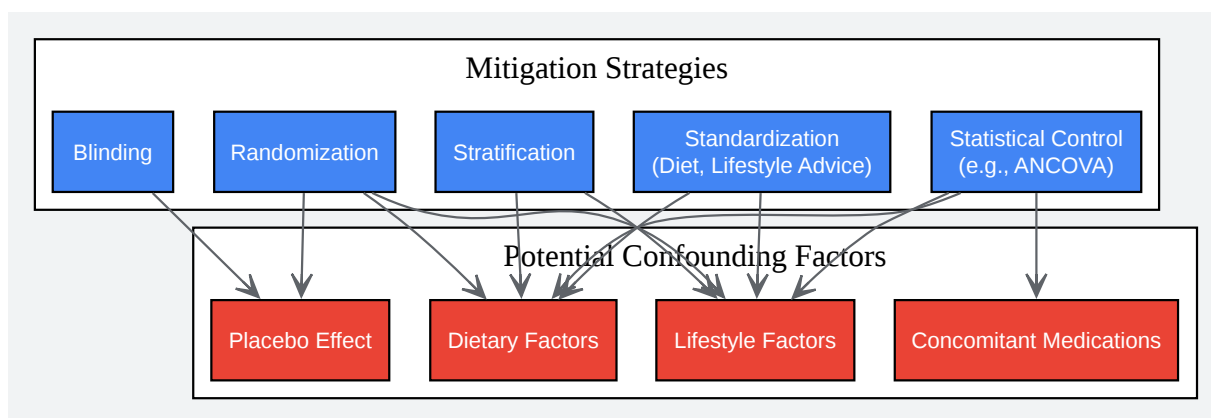 Mitigation Strategies
Blinding
Randomization
Stratification
Standardization
(Diet, Lifestyle Advice)
Statistical Control
(e.g., ANCOVA)
Potential Confounding Factors
Placebo Effect
Dietary Factors
Lifestyle Factors
Concomitant Medications